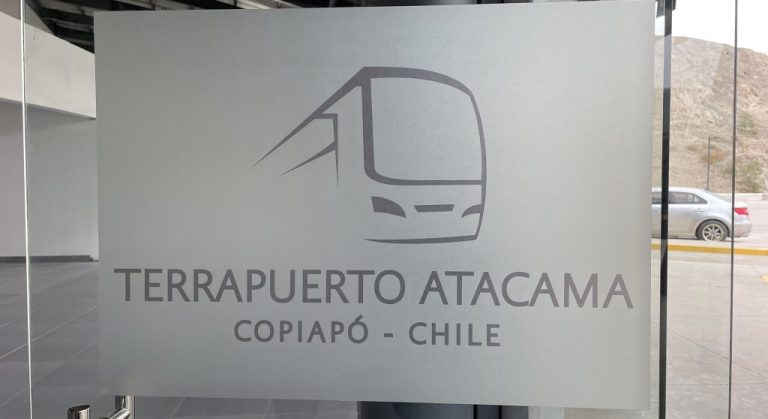 TERRAPUERTO ATACAMA
COPIAPÓ - CHILE